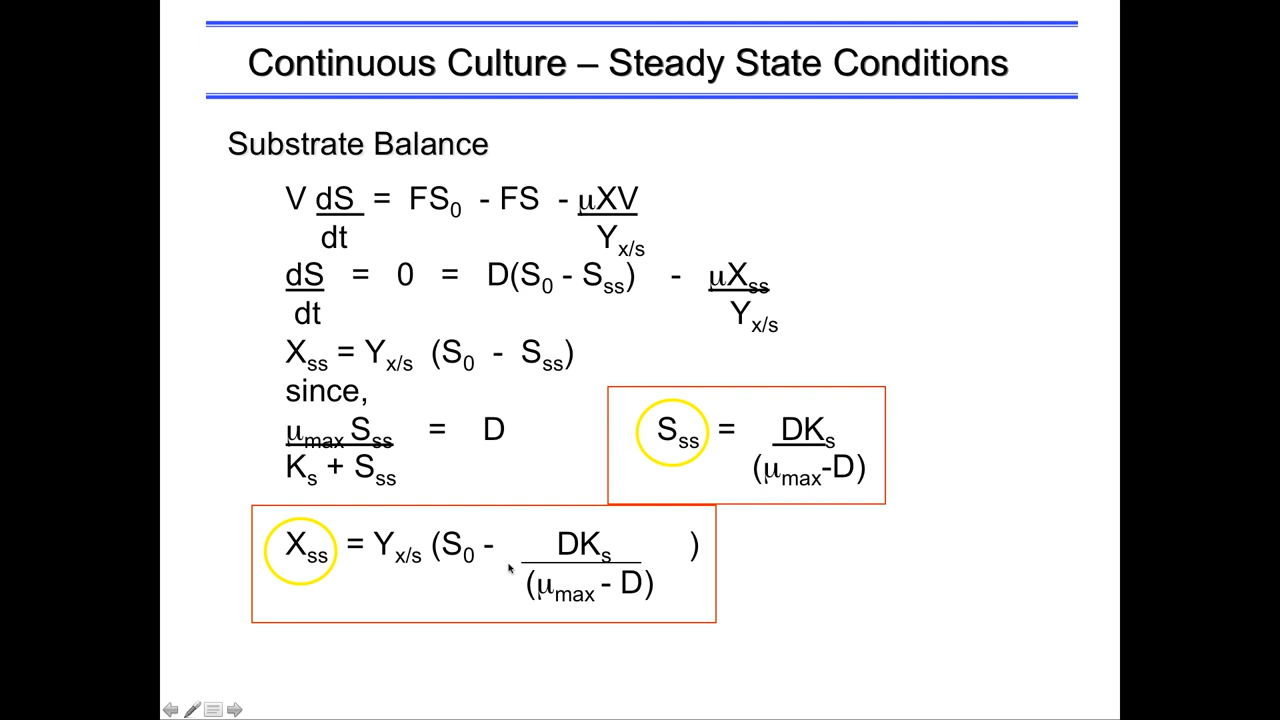 Continuous Culture – Steady State Conditions
Substrate Balance
V dS = FS0 - FS - μXV
dt Yx/s
dS = 0 = D(S0 - Sss) - μXss
dt Yx/s
Xss = Yx/s (S0 - Sss)
since,
μmax Sss = D
Ks + Sss
Sss = DKs
(μmax-D)
Xss = Yx/s (S0 - DKs )
(μmax - D)